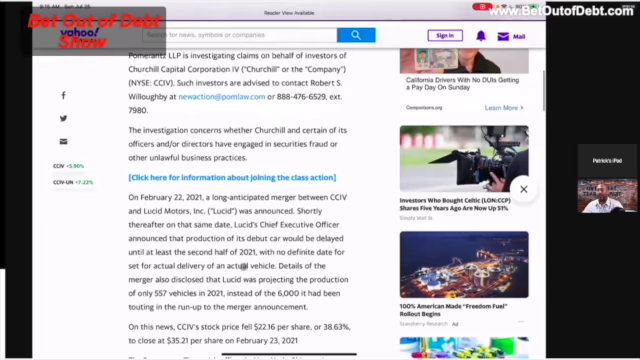 9:15 AM Sun Jul 25
Reader View Available
www.BetOutofDebt.com
Bet Out of Debt
Show
yahoo!
Search for news, symbols or companies
Sign in
Mail
Pomerantz LLP is investigating claims on behalf of investors of
Churchill Capital Corporation IV ("Churchill" or the "Company")
(NYSE: CCIV). Such investors are advised to contact Robert S.
Willoughby at newaction@pomlaw.com or 888-476-6529, ext.
7980.
The investigation concerns whether Churchill and certain of its
officers and/or directors have engaged in securities fraud or
other unlawful business practices.
[Click here for information about joining the class action]
On February 22, 2021, a long-anticipated merger between CCIV
and Lucid Motors, Inc. ("Lucid") was announced. Shortly
thereafter on that same date, Lucid's Chief Executive Officer
announced that production of its debut car would be delayed
until at least the second half of 2021, with no definite date for
set for actual delivery of an actual vehicle. Details of the
merger also disclosed that Lucid was projecting the production
of only 557 vehicles in 2021, instead of the 6,000 it had been
touting in the run-up to the merger announcement.
On this news, CCIV's stock price fell $22.16 per share, or 38.63%,
to close at $35.21 per share on February 23, 2021
CCIV +5.90%
CCIV-UN +7.23%
California Drivers With No DUIs Getting
a Pay Day On Sunday
Comparisons.org
Learn More
Investors Who Bought Celtic (LON:CCP)
Shares Five Years Ago Are Now Up 51%
Simply Wall St.
100% American Made "Freedom Fuel"
Rollout Begins
Stansberry Research Ad
Patrick's iPad